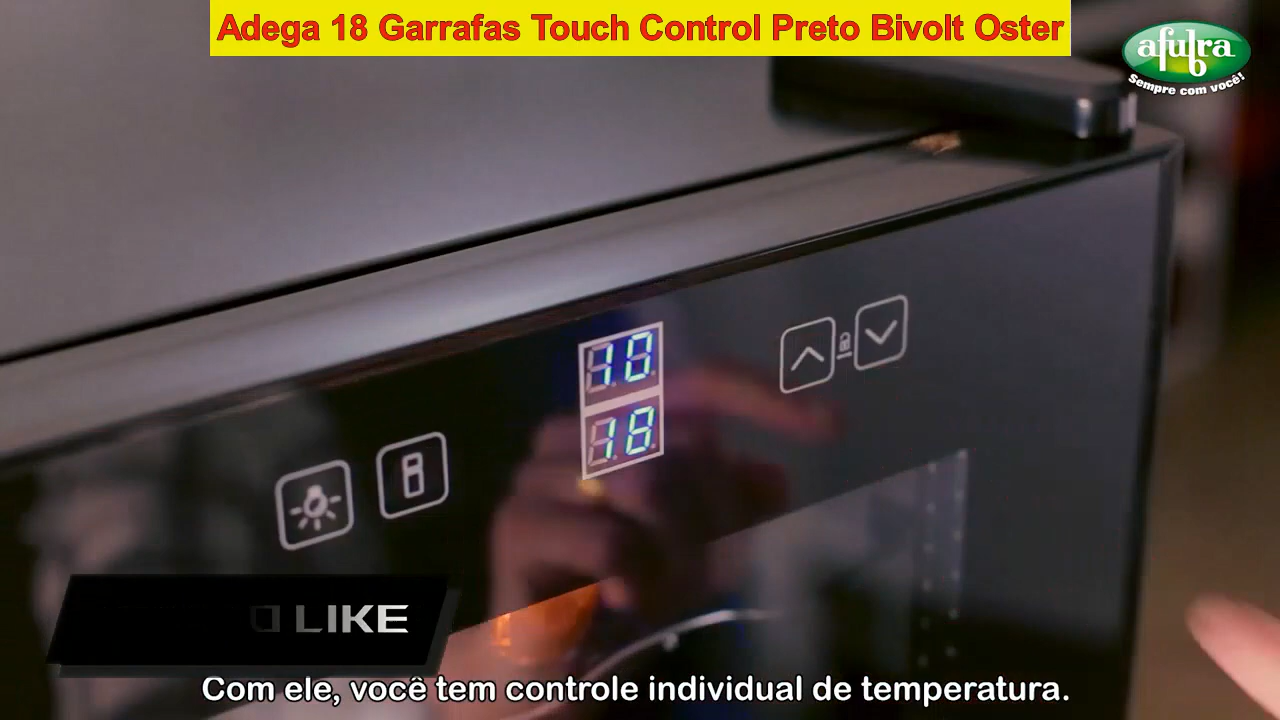 Adega 18 Garrafas Touch Control Preto Bivolt Oster
afubra
Sempre com você!
10
18
LIKE
Com ele, você tem controle individual de temperatura.